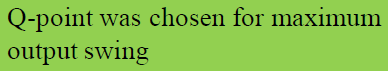 Q-point was chosen for maximum
output swing